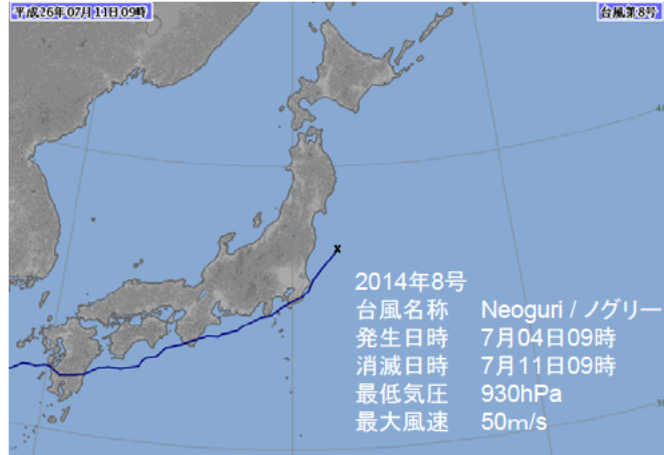 平成26年07月11日09時
台風第8号
2014年8号
台風名称 Neoguri / ノグリー
発生日時 7月04日09時
消滅日時 7月11日09時
最低気圧 930hPa
最大風速 50m/s